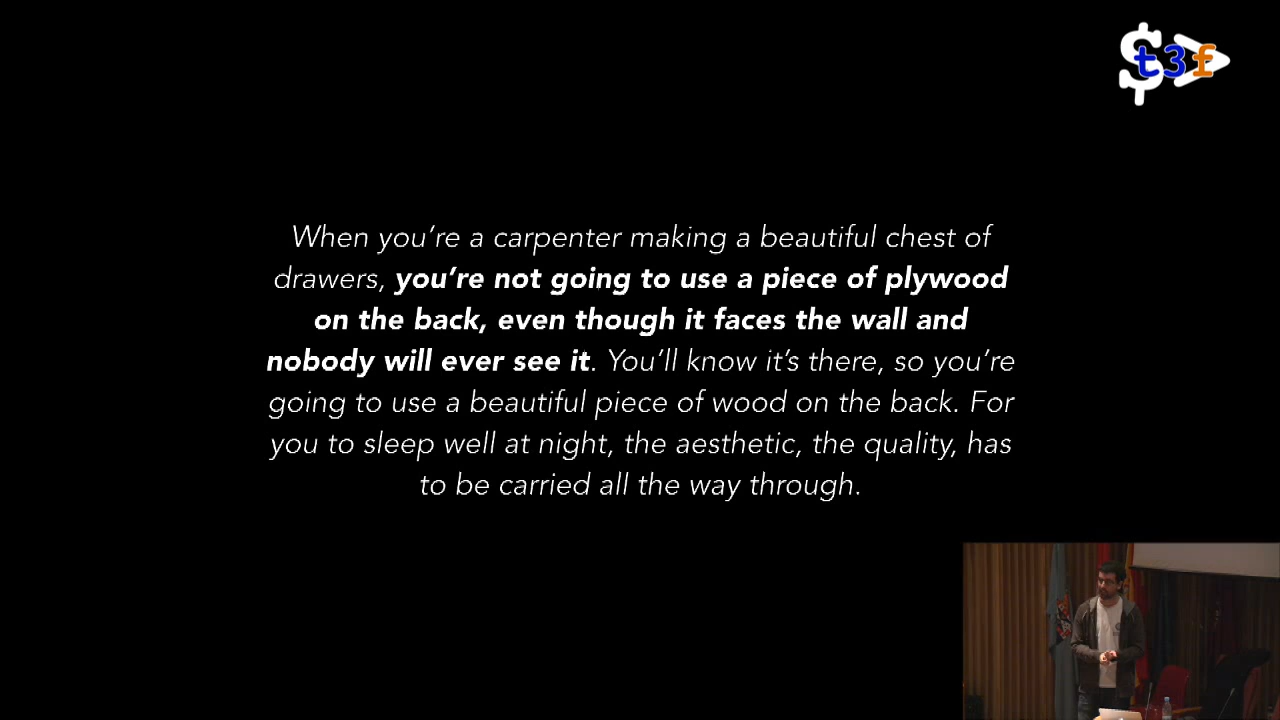 $t3f
When you're a carpenter making a beautiful chest of
drawers, you're not going to use a piece of plywood
on the back, even though it faces the wall and
nobody will ever see it. You'll know it's there, so you're
going to use a beautiful piece of wood on the back. For
you to sleep well at night, the aesthetic, the quality, has
to be carried all the way through.